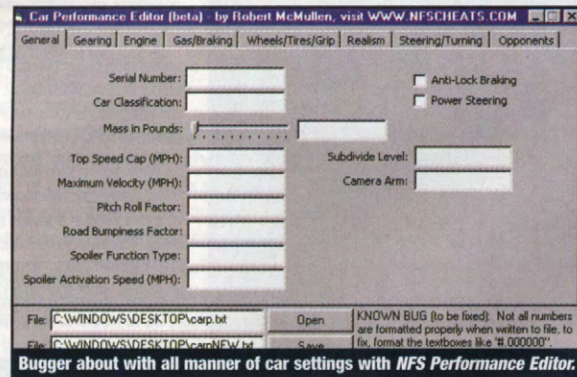 Car Performance Editor (beta) - by Robert McMullen, visit WWW.NFSCHEATS.COM
General Gearing Engine Gas/Braking Wheels/Tires/Grip Realism Steering/Turning Opponents
Serial Number:
Anti-Lock Braking
Car Classification:
Power Steering
Mass in Pounds:
Top Speed Cap (MPH):
Subdivide Level:
Maximum Velocity (MPH):
Camera Arm:
Pitch Roll Factor:
Road Bumpiness Factor:
Spoiler Function Type:
Spoiler Activation Speed (MPH):
File: C:\WINDOWS\DESKTOP\carp.txt Open
KNOWN BUG (to be fixed): Not all numbers
are formatted properly when written to file, to
fix, format the textboxes like "#.000000".
File: C:\WINDOWS\DESKTOP\carpNEW.txt Save
Bugger about with all manner of car settings with NFS Performance Editor.